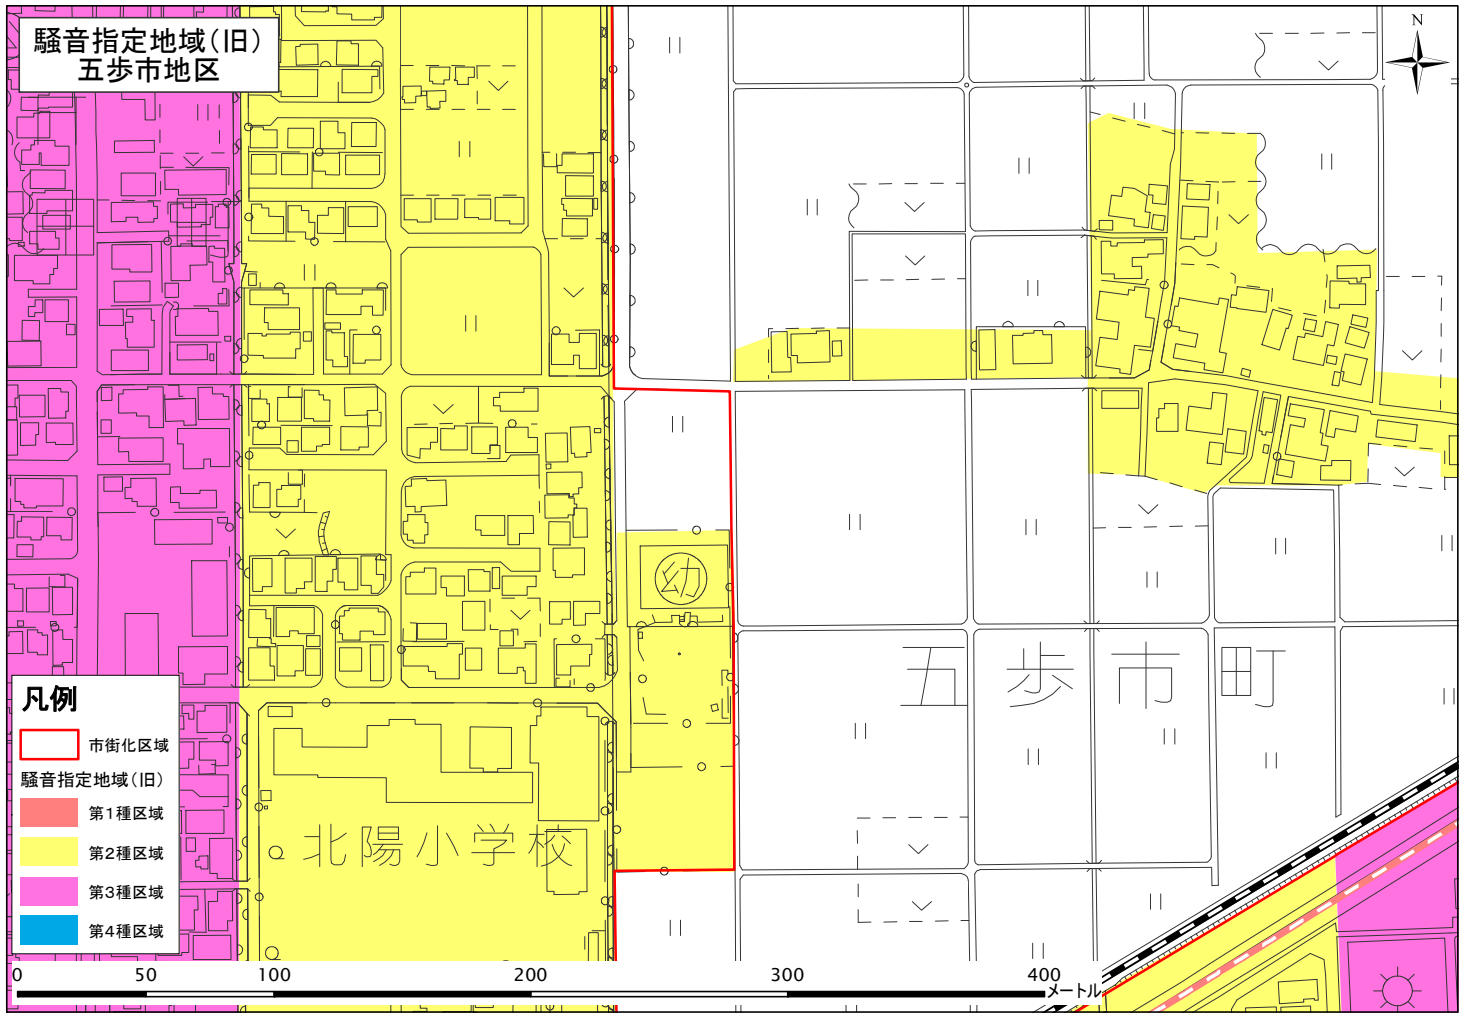 騒音指定地域(旧)
五歩市地区
N
幼
五歩市町
北陽小学校
凡例
市街化区域
騒音指定地域(旧)
第1種区域
第2種区域
第3種区域
第4種区域
0 50 100 200 300 400
メートル